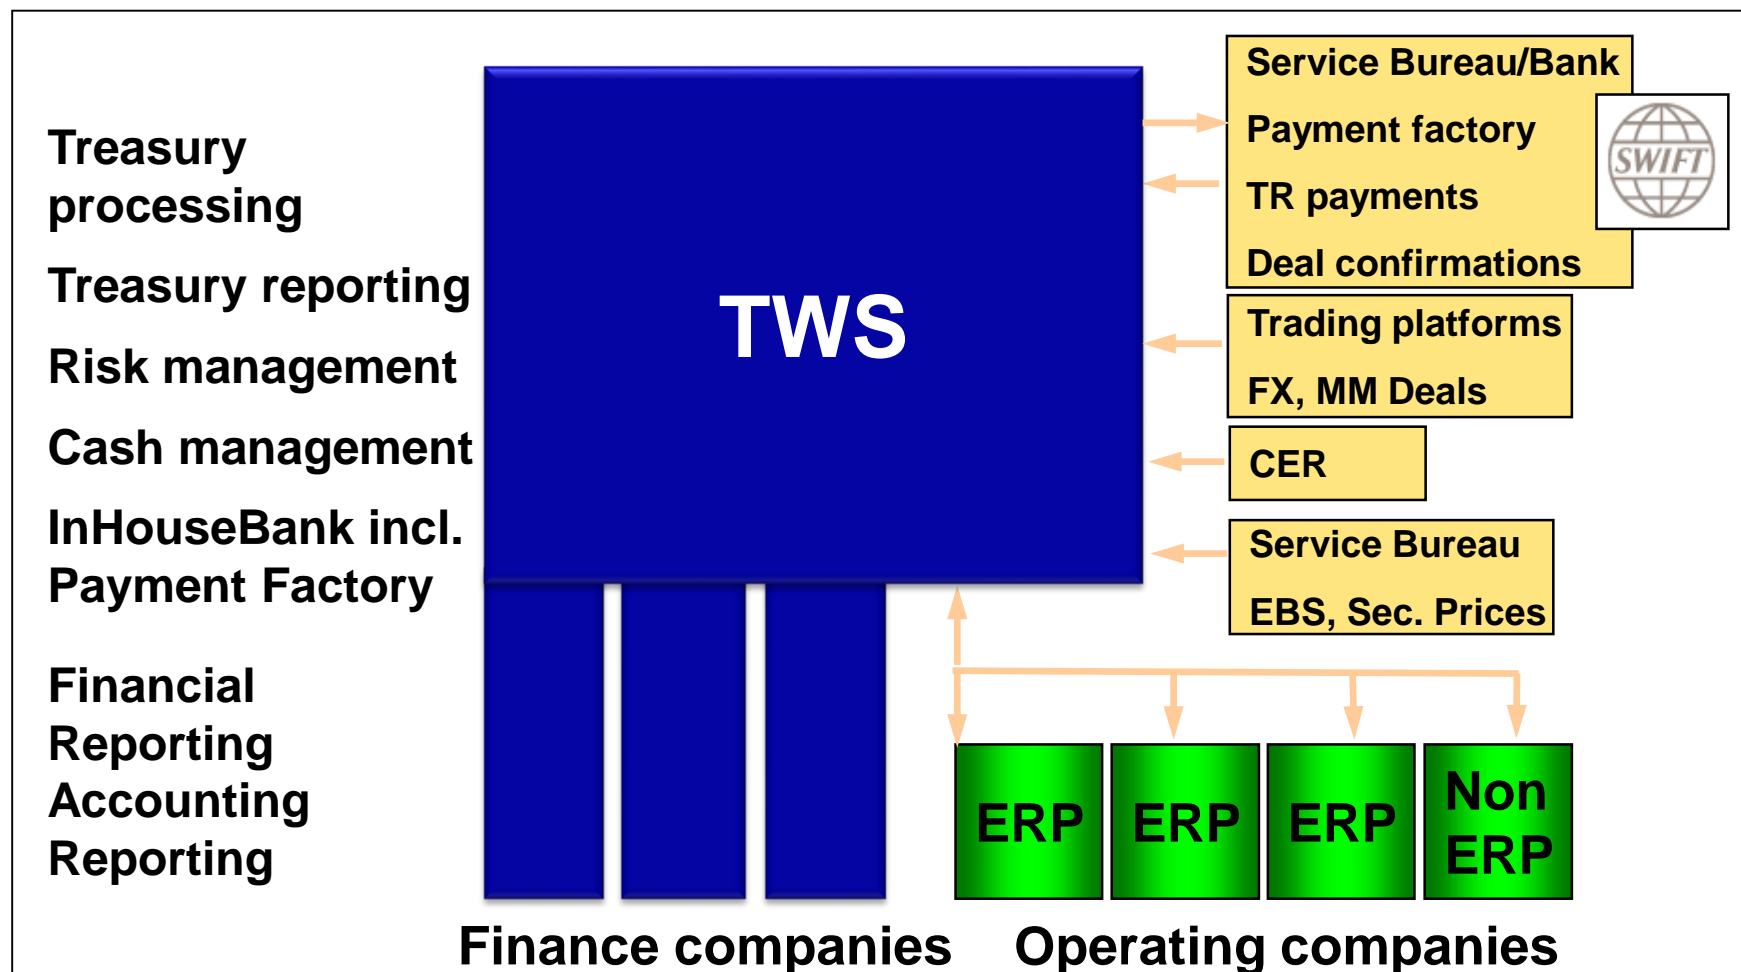 Treasury
processing
Treasury reporting
Risk management
Cash management
InHouseBank incl.
Payment Factory
Financial
Reporting
Accounting
Reporting
TWS
Service Bureau/Bank
Payment factory
TR payments
Deal confirmations
SWIFT
Trading platforms
FX, MM Deals
CER
Service Bureau
EBS, Sec. Prices
ERP
ERP
ERP
Non
ERP
Finance companies
Operating companies